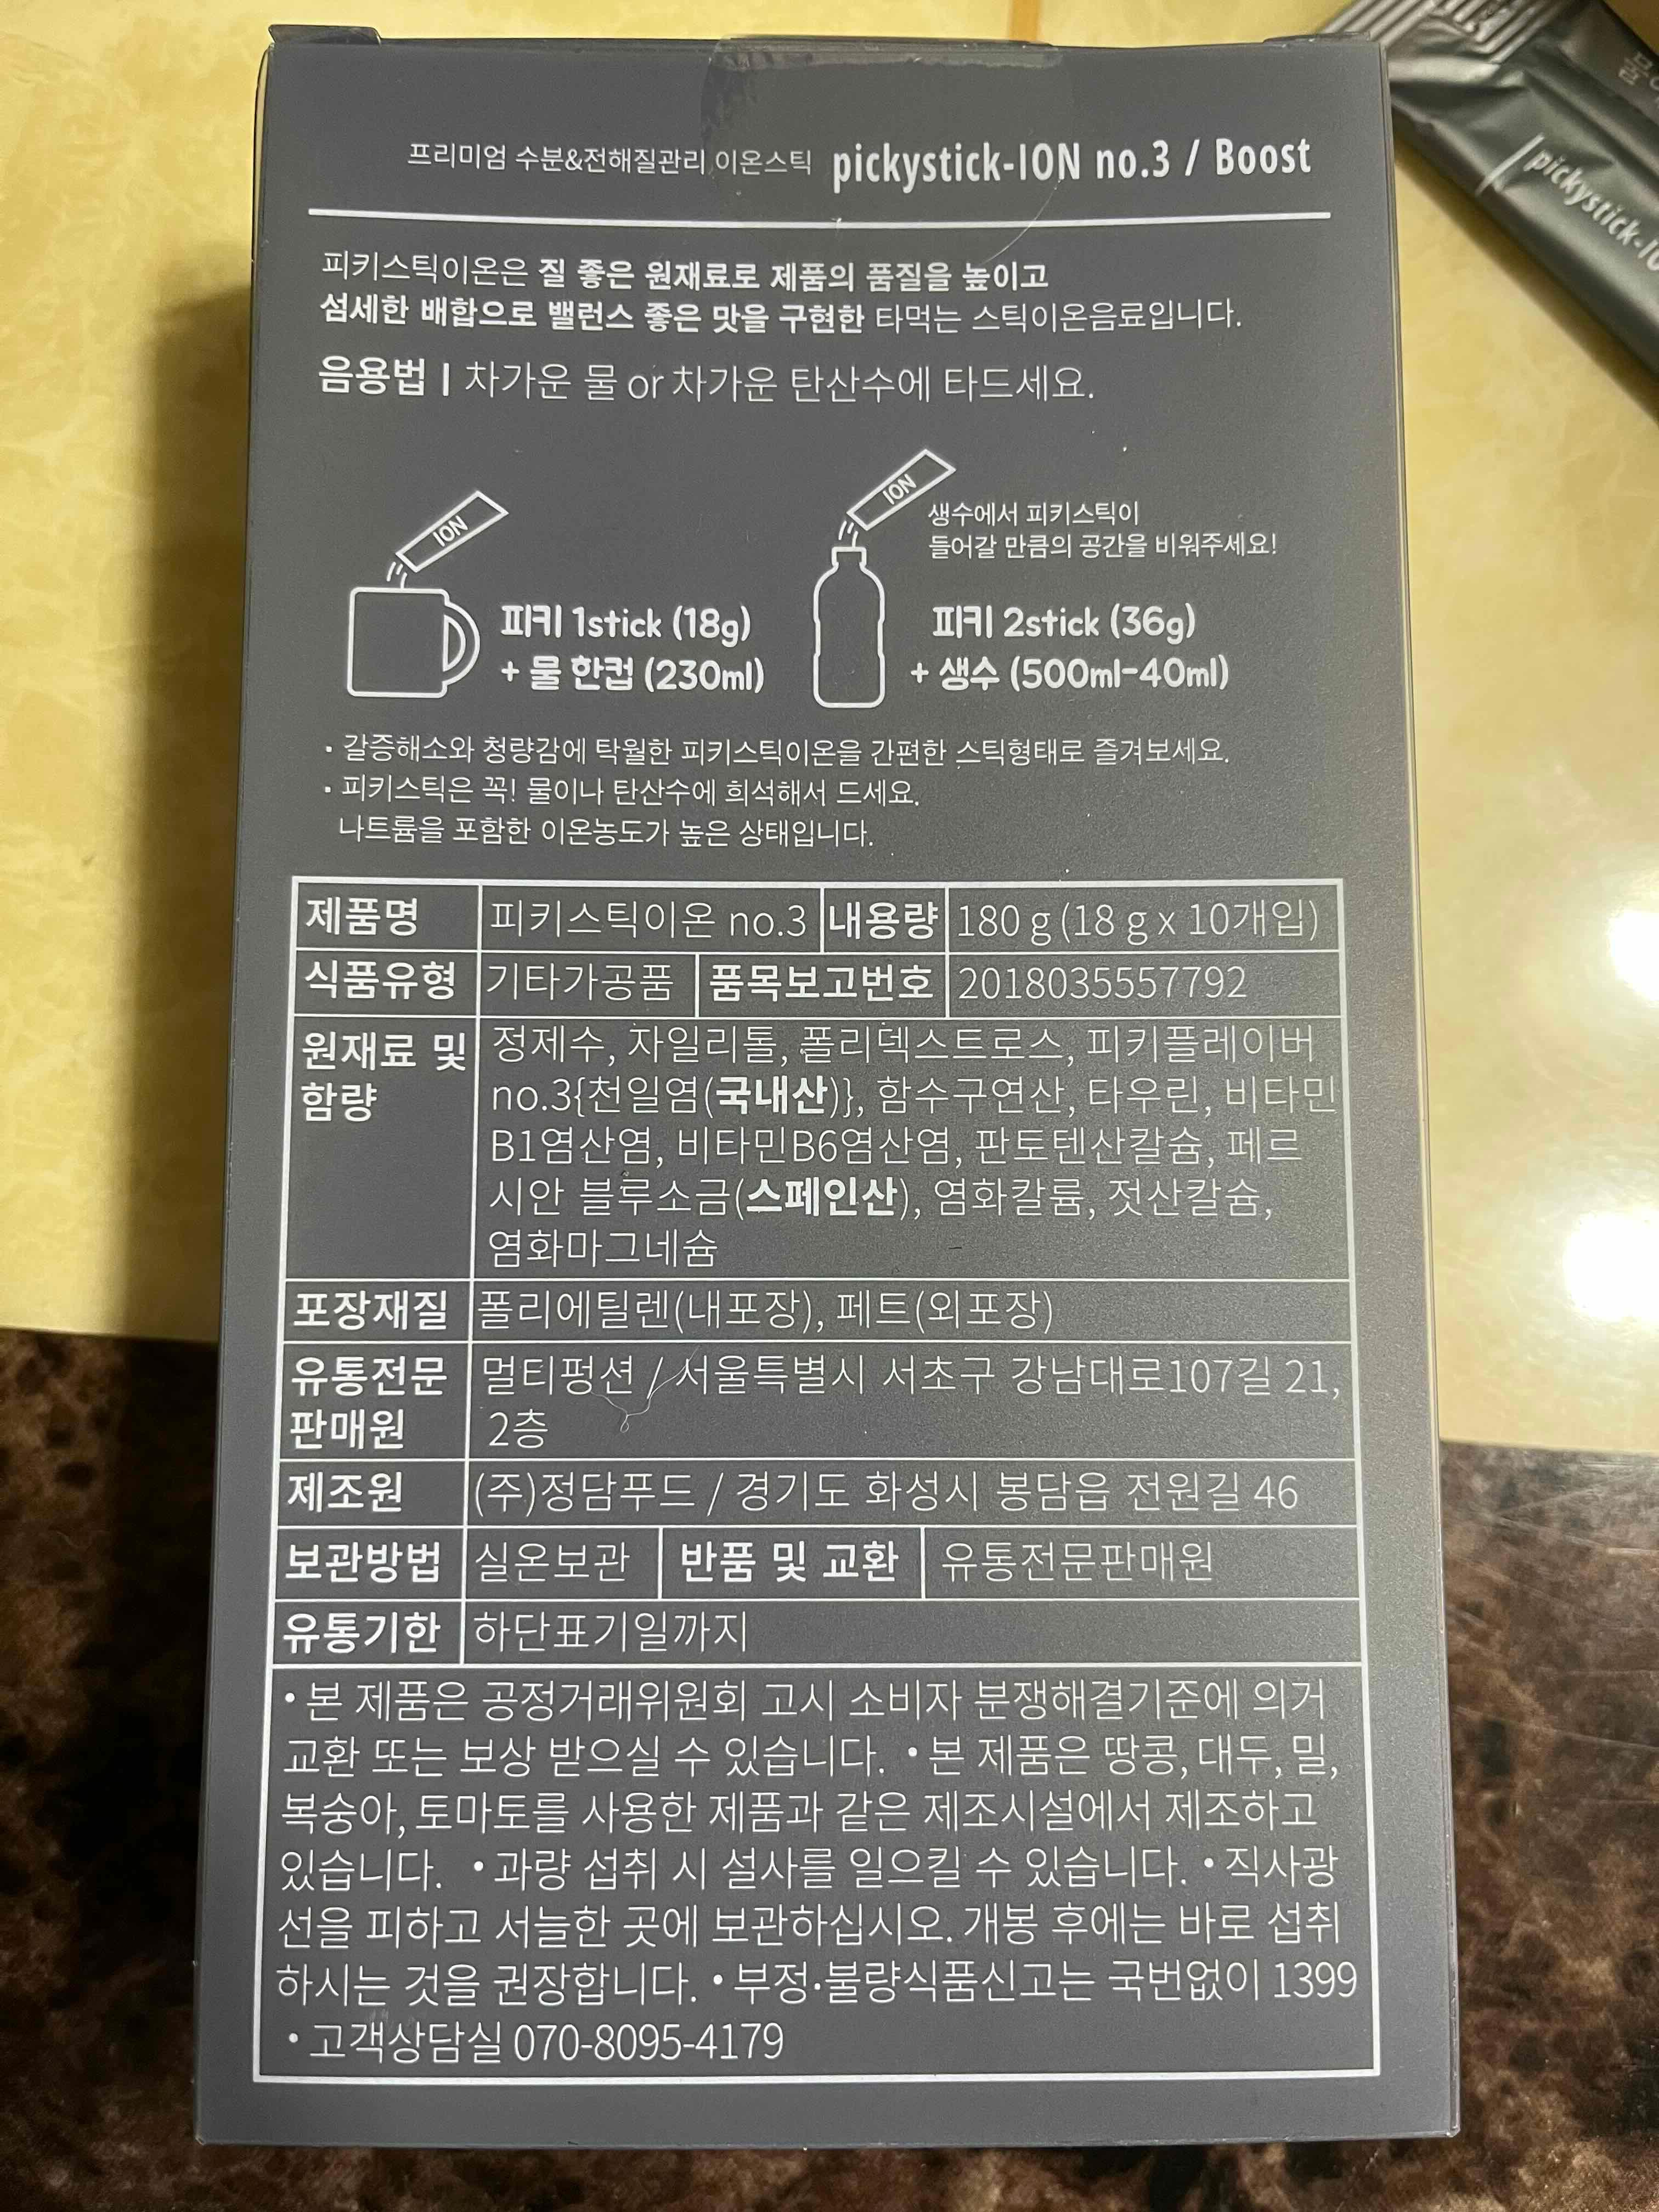 프리미엄 수분&전해질관리 이온스틱 pickystick-ION no.3 / Boost
피키스틱이온은 질 좋은 원재료로 제품의 품질을 높이고
섬세한 배합으로 밸런스 좋은 맛을 구현한 타먹는 스틱이온음료입니다.
음용법 | 차가운 물 or 차가운 탄산수에 타드세요.
ION
피키 1stick (18g)
+ 물 한컵 (230ml)
ION
생수에서 피키스틱이
들어갈 만큼의 공간을 비워주세요!
피키 2stick (36g)
+ 생수 (500ml-40ml)
· 갈증해소와 청량감에 탁월한 피키스틱이온을 간편한 스틱형태로 즐겨보세요.
· 피키스틱은 꼭! 물이나 탄산수에 희석해서 드세요.
나트륨을 포함한 이온농도가 높은 상태입니다.
제품명 피키스틱이온 no.3 내용량 180 g (18 g x 10개입)
식품유형 기타가공품 품목보고번호 2018035557792
원재료 및 정제수, 자일리톨, 폴리덱스트로스, 피키플레이버
함량 no.3{천일염(국내산)}, 함수구연산, 타우린, 비타민
B1염산염, 비타민B6염산염, 판토텐산칼슘, 페르
시안 블루소금(스페인산), 염화칼륨, 젓산칼슘,
염화마그네슘
포장재질 폴리에틸렌(내포장), 페트(외포장)
유통전문 멀티펑션 / 서울특별시 서초구 강남대로107길 21,
판매원 2층
제조원 (주)정담푸드 / 경기도 화성시 봉담읍 전원길 46
보관방법 실온보관 반품 및 교환 유통전문판매원
유통기한 하단표기일까지
• 본 제품은 공정거래위원회 고시 소비자 분쟁해결기준에 의거
교환 또는 보상 받으실 수 있습니다. • 본 제품은 땅콩, 대두, 밀,
복숭아, 토마토를 사용한 제품과 같은 제조시설에서 제조하고
있습니다. • 과량 섭취 시 설사를 일으킬 수 있습니다. • 직사광
선을 피하고 서늘한 곳에 보관하십시오. 개봉 후에는 바로 섭취
하시는 것을 권장합니다. • 부정·불량식품신고는 국번없이 1399
• 고객상담실 070-8095-4179
pickystick-IO